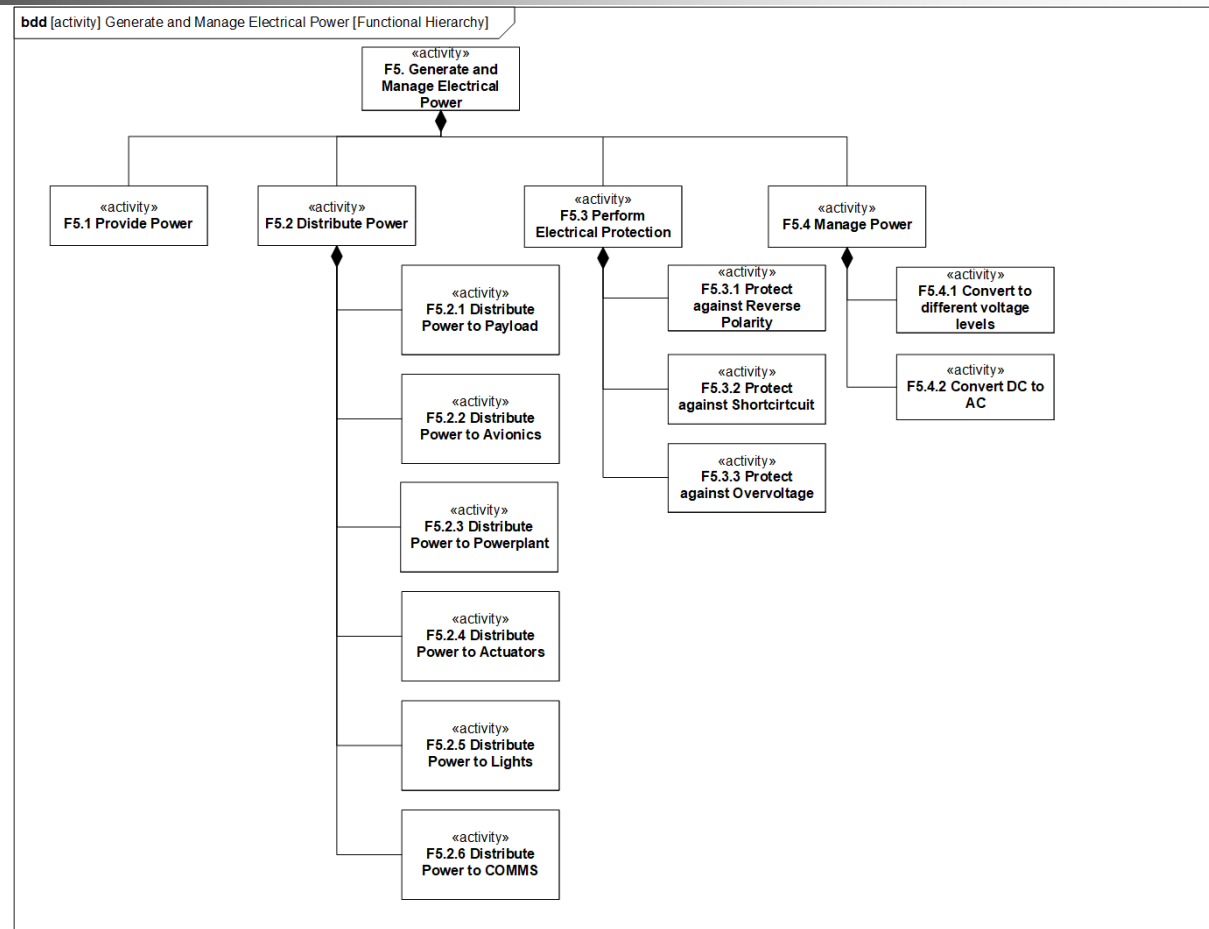 bdd [activity] Generate and Manage Electrical Power [Functional Hierarchy]
«activity»
F5. Generate and
Manage Electrical
Power
«activity»
F5.1 Provide Power
«activity»
F5.2 Distribute Power
«activity»
F5.3 Perform
Electrical Protection
«activity»
F5.4 Manage Power
«activity»
F5.2.1 Distribute
Power to Payload
«activity»
F5.2.2 Distribute
Power to Avionics
«activity»
F5.2.3 Distribute
Power to Powerplant
«activity»
F5.2.4 Distribute
Power to Actuators
«activity»
F5.2.5 Distribute
Power to Lights
«activity»
F5.2.6 Distribute
Power to COMMS
«activity»
F5.3.1 Protect
against Reverse
Polarity
«activity»
F5.3.2 Protect
against Shortcirtcuit
«activity»
F5.3.3 Protect
against Overvoltage
«activity»
F5.4.1 Convert to
different voltage
levels
«activity»
F5.4.2 Convert DC to
AC